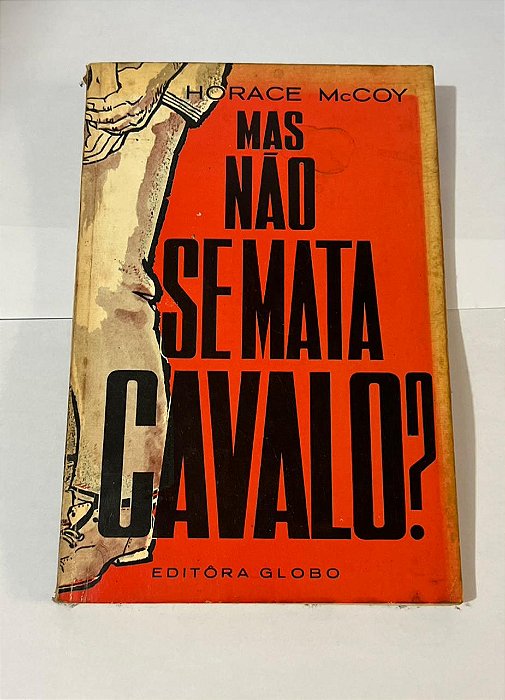 HORACE McCOY
MAS
NÃO
SE MATA
CAVALO?
EDITÔRA GLOBO